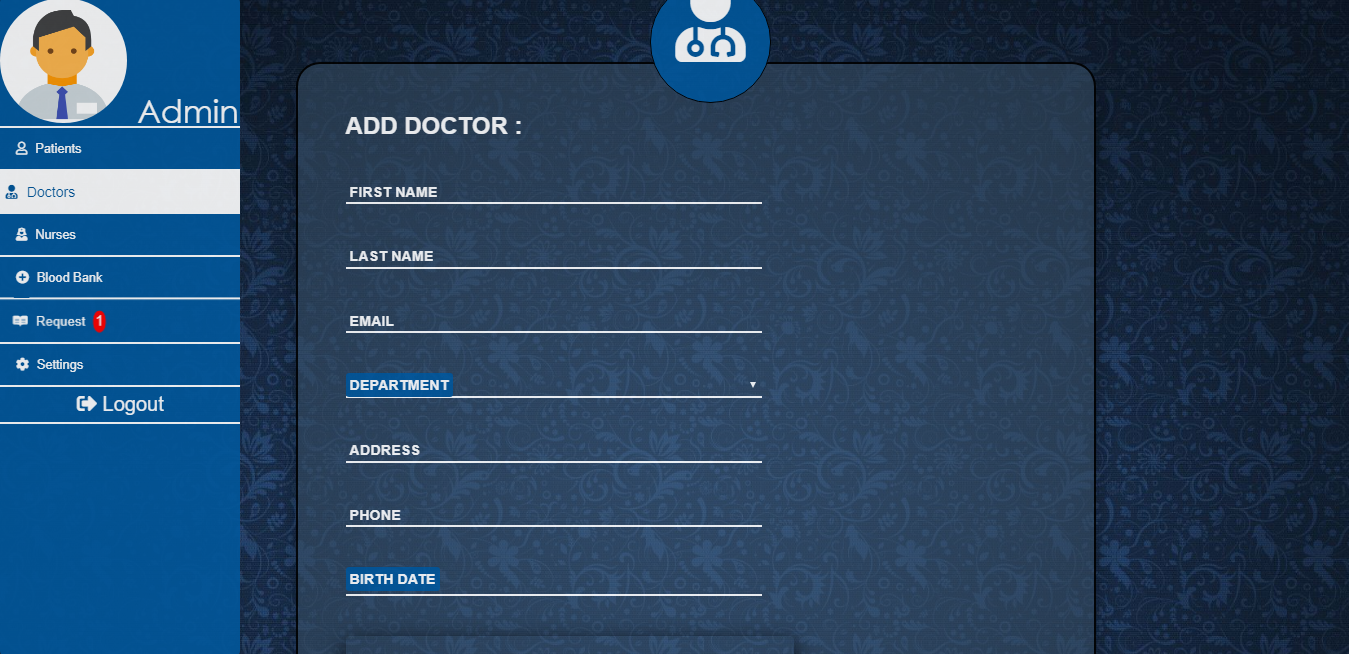 Admin
Patients
Doctors
Nurses
Blood Bank
Request 1
Settings
Logout
ADD DOCTOR :
FIRST NAME
LAST NAME
EMAIL
DEPARTMENT
ADDRESS
PHONE
BIRTH DATE